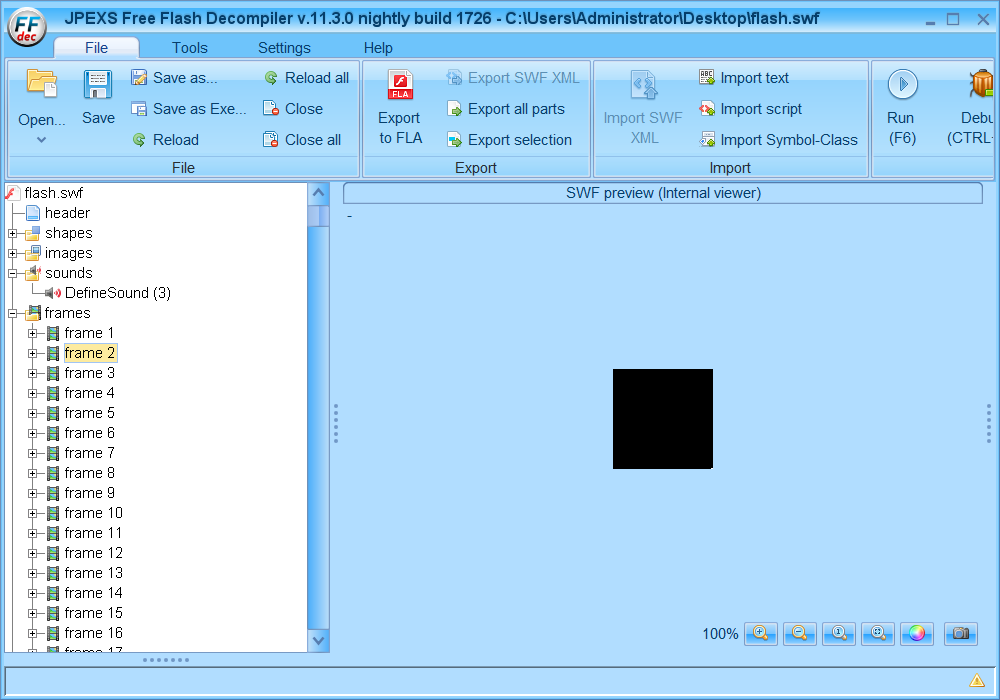 FF
dec
JPEXS Free Flash Decompiler v.11.3.0 nightly build 1726 - C:\Users\Administrator\Desktop\flash.swf
File Tools Settings Help
Open...
Save
Save as...
Save as Exe...
Reload
Reload all
Close
Close all
File
FLA
Export
to FLA
Export SWF XML
Export all parts
Export selection
Export
Import SWF
XML
ABC
Import text
Import script
Import Symbol-Class
Import
Run
(F6)
Debu
(CTRL-
flash.swf
header
shapes
images
sounds
DefineSound (3)
frames
frame 1
frame 2
frame 3
frame 4
frame 5
frame 6
frame 7
frame 8
frame 9
frame 10
frame 11
frame 12
frame 13
frame 14
frame 15
frame 16
frame 17
SWF preview (Internal viewer)
-
100%